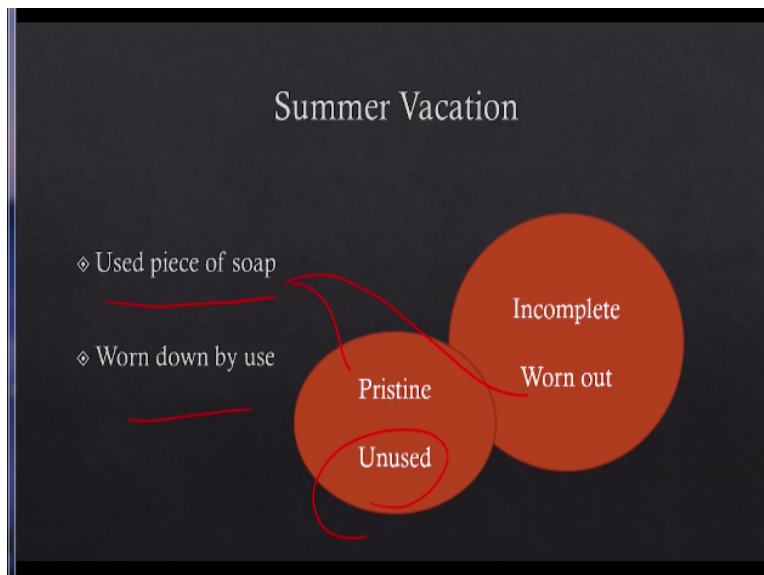 Summer Vacation
Used piece of soap
Worn down by use
Incomplete
Worn out
Pristine
Unused